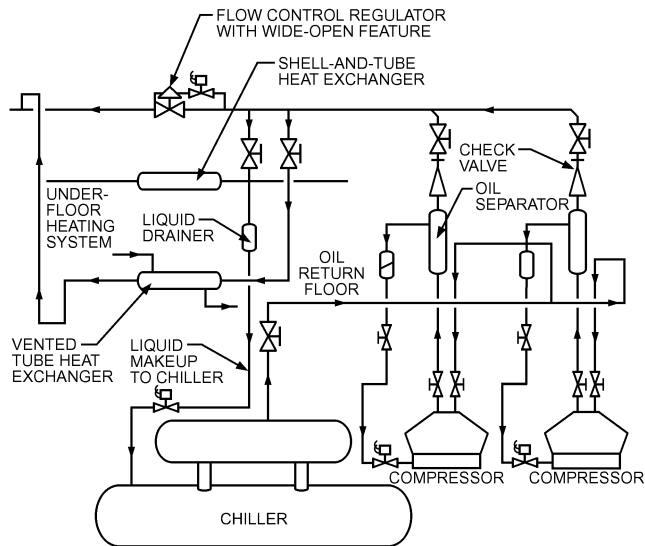 FLOW CONTROL REGULATOR
WITH WIDE-OPEN FEATURE
SHELL-AND-TUBE
HEAT EXCHANGER
CHECK
VALVE
OIL
SEPARATOR
UNDER-
FLOOR
HEATING
SYSTEM
LIQUID
DRAINER
OIL
RETURN
FLOOR
VENTED
TUBE HEAT
EXCHANGER
LIQUID
MAKEUP
TO CHILLER
COMPRESSOR
COMPRESSOR
CHILLER